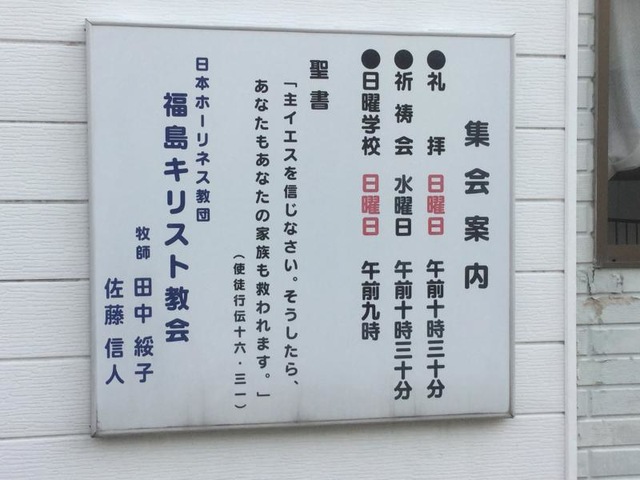 集会案内
●礼拝 日曜日 午前十時三十分
●祈祷会 水曜日 午前十時三十分
●日曜学校 日曜日 午前九時
聖書
「主イエスを信じなさい。そうしたら、
あなたもあなたの家族も救われます。」
(使徒行伝十六・三一)
日本ホーリネス教団
福島キリスト教会
牧師 田中 綏子
佐藤 信人